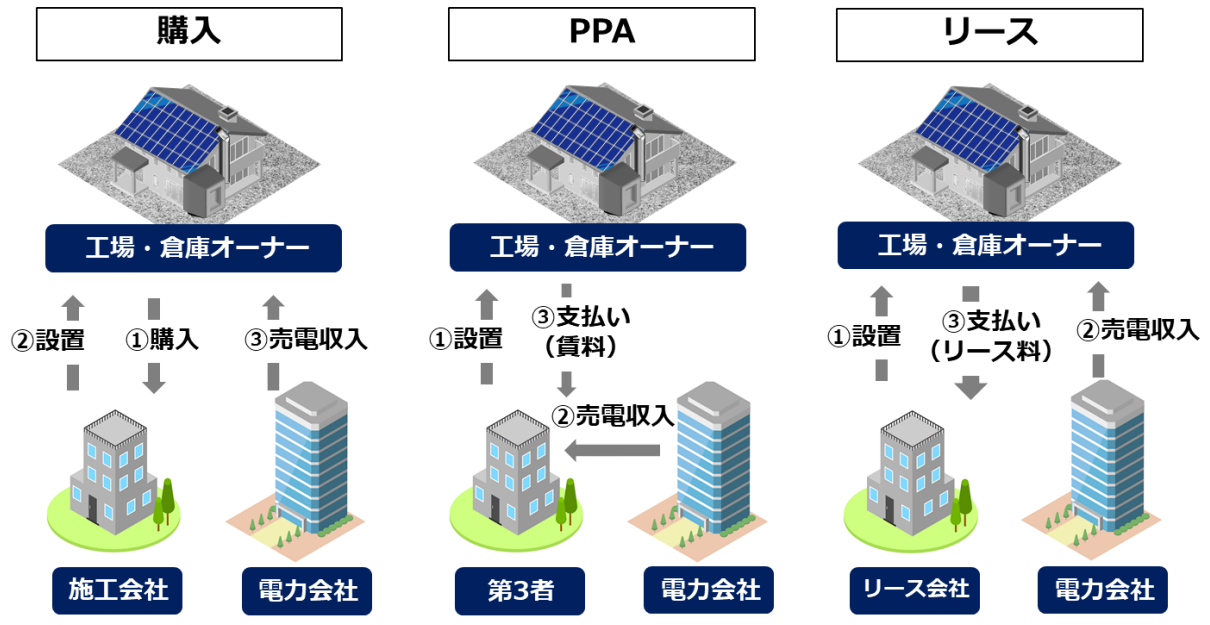 購入
工場・倉庫オーナー
②設置
①購入
③売電収入
施工会社
電力会社
PPA
工場・倉庫オーナー
①設置
③支払い
（賃料）
②売電収入
第3者
電力会社
リース
工場・倉庫オーナー
①設置
③支払い
（リース料）
②売電収入
リース会社
電力会社